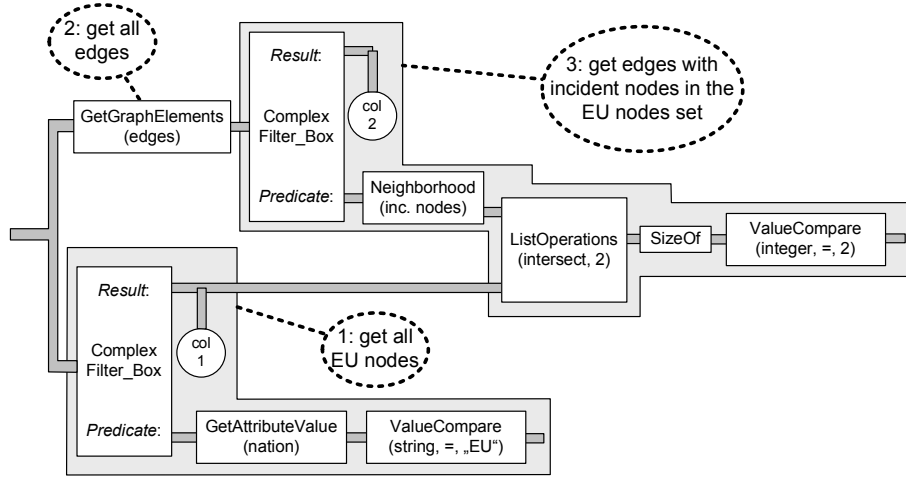 2: get all
edges
GetGraphElements
(edges)
Result:
Complex
Filter_Box
Predicate:
col
2
3: get edges with
incident nodes in the
EU nodes set
Neighborhood
(inc. nodes)
ListOperations
(intersect, 2)
SizeOf
ValueCompare
(integer, =, 2)
Result:
Complex
Filter_Box
Predicate:
col
1
1: get all
EU nodes
GetAttributeValue
(nation)
ValueCompare
(string, =, „EU“)